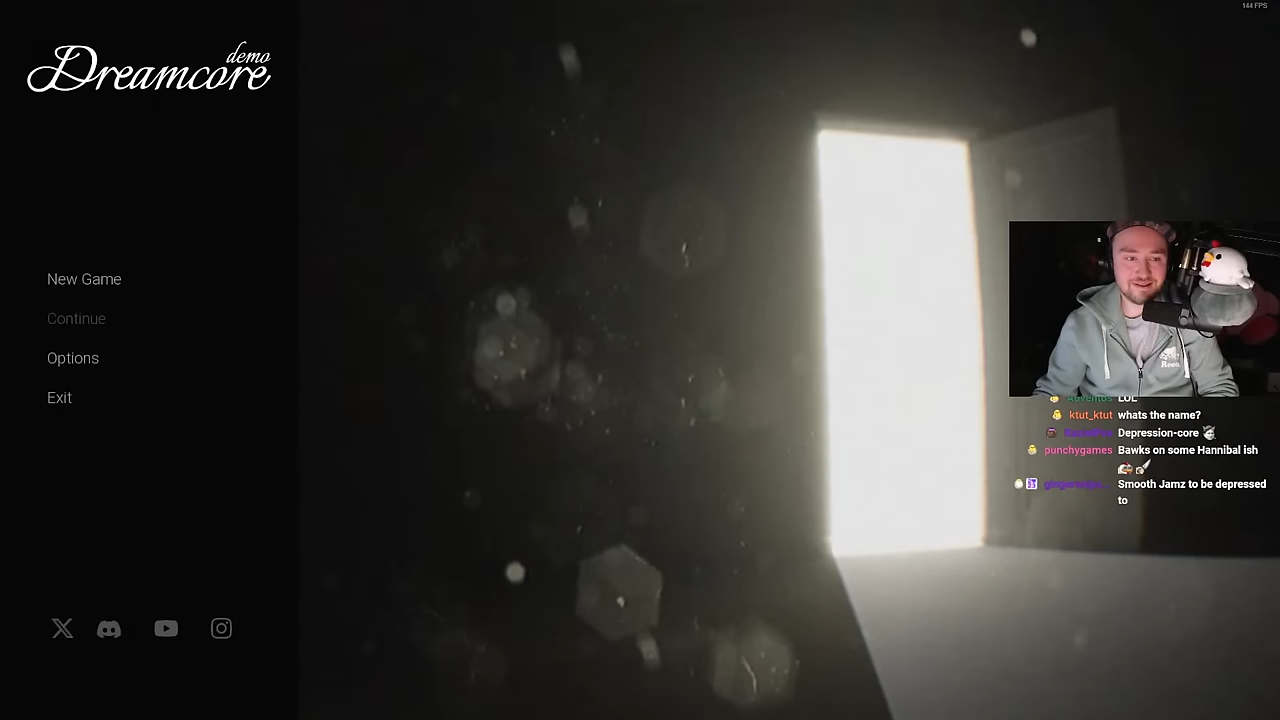 144 FPS
demo
Dreamcore
New Game
Continue
Options
Exit
LOL
ktut_ktut whats the name?
Depression-core
punchygames Bawks on some Hannibal ish
Smooth Jamz to be depressed
to